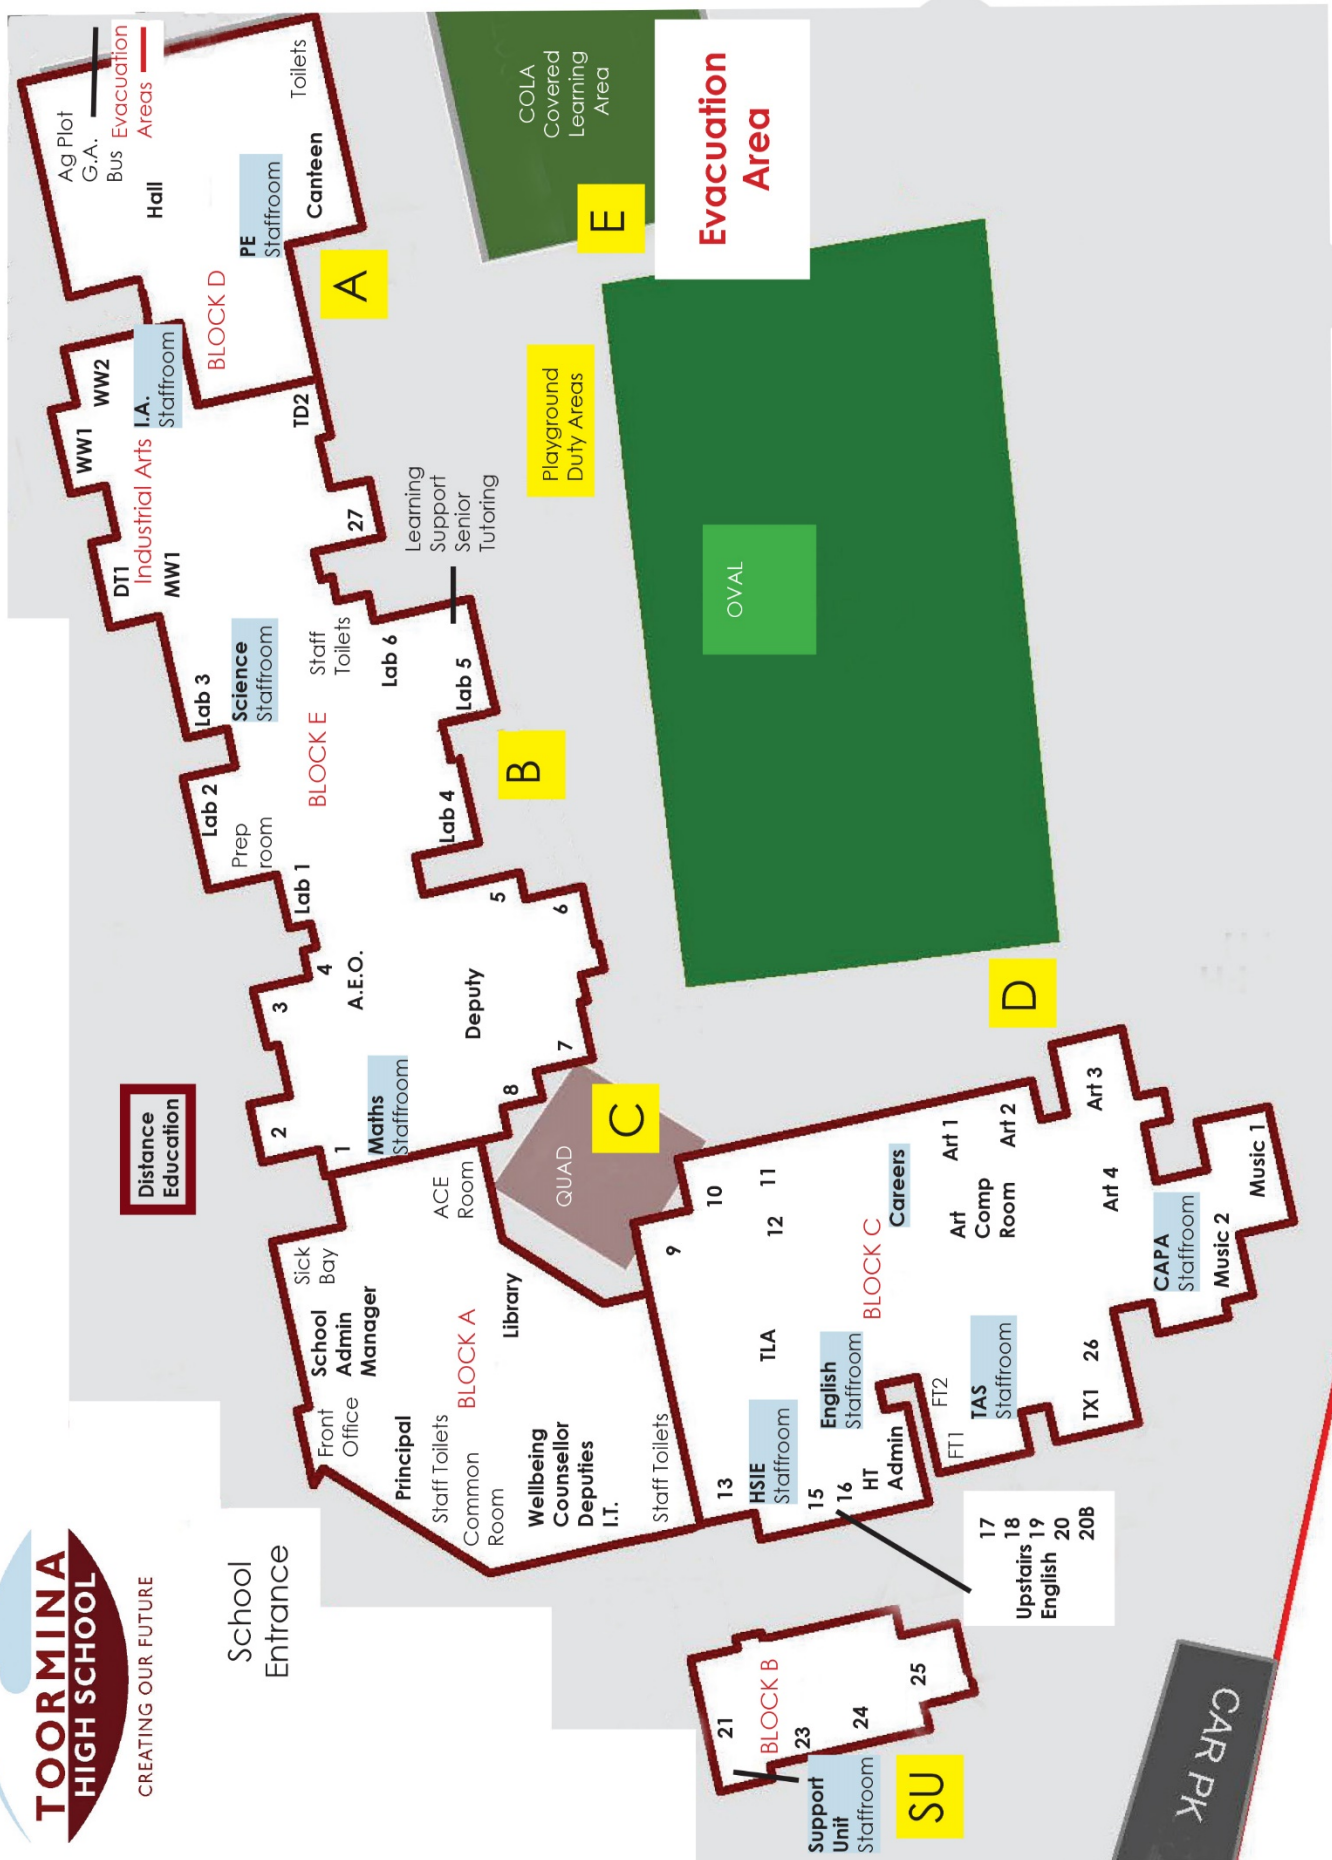 TOORMINA
HIGH SCHOOL
CREATING OUR FUTURE
School
Entrance
Distance
Education
Ag Plot
G.A.
Bus
Evacuation
Areas
Hall
Toilets
PE
Staffroom
Canteen
BLOCK D
WW1
WW2
I.A.
Staffroom
Industrial Arts
DT1
MW1
TD2
27
Learning
Support
Senior
Tutoring
Lab 3
Science
Staffroom
Staff
Toilets
Lab 6
Lab 5
BLOCK E
Lab 2
Prep
room
Lab 1
Lab 4
5
6
3
4
A.E.O.
Deputy
7
8
2
1
Maths
Staffroom
Sick
Bay
ACE
Room
School
Admin
Manager
Library
BLOCK A
Front
Office
Principal
Staff Toilets
Common
Room
Wellbeing
Counsellor
Deputies
I.T.
Staff Toilets
QUAD
A
B
C
D
E
SU
COLA
Covered
Learning
Area
Evacuation
Area
Playground
Duty Areas
OVAL
9
10
11
12
13
TLA
HSIE
Staffroom
English
Staffroom
15
16
HT
Admin
BLOCK C
Careers
Art 1
Art 2
Art
Comp
Room
Art 3
Art 4
FT1
FT2
TAS
Staffroom
TX1
26
CAPA
Staffroom
Music 2
Music 1
17
18
Upstairs 19
English 20
20B
21
BLOCK B
23
24
25
Support
Unit
Staffroom
CAR PK